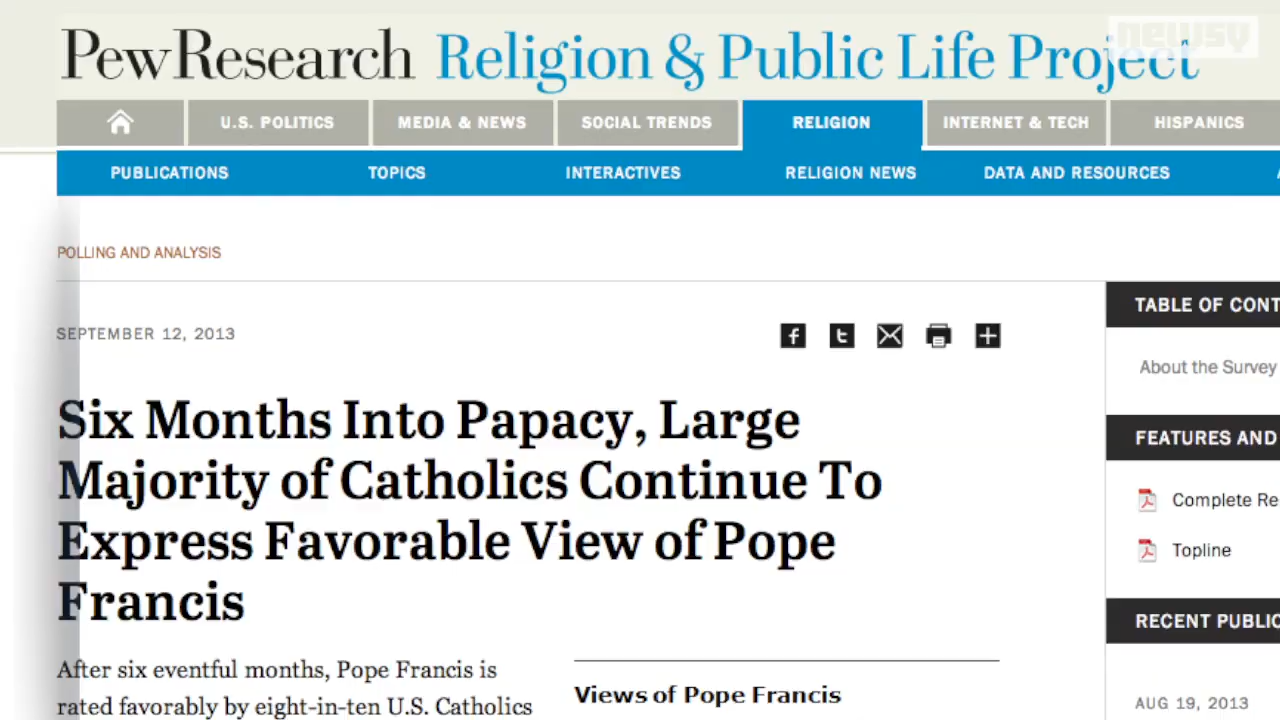 newsy
PewResearch Religion & Public Life Project
U.S. POLITICS MEDIA & NEWS SOCIAL TRENDS RELIGION INTERNET & TECH HISPANICS
PUBLICATIONS TOPICS INTERACTIVES RELIGION NEWS DATA AND RESOURCES
POLLING AND ANALYSIS
SEPTEMBER 12, 2013
Six Months Into Papacy, Large
Majority of Catholics Continue To
Express Favorable View of Pope
Francis
After six eventful months, Pope Francis is
rated favorably by eight-in-ten U.S. Catholics
Views of Pope Francis
TABLE OF CONT
About the Survey
FEATURES AND
Complete Re
Topline
RECENT PUBLIC
AUG 19, 2013